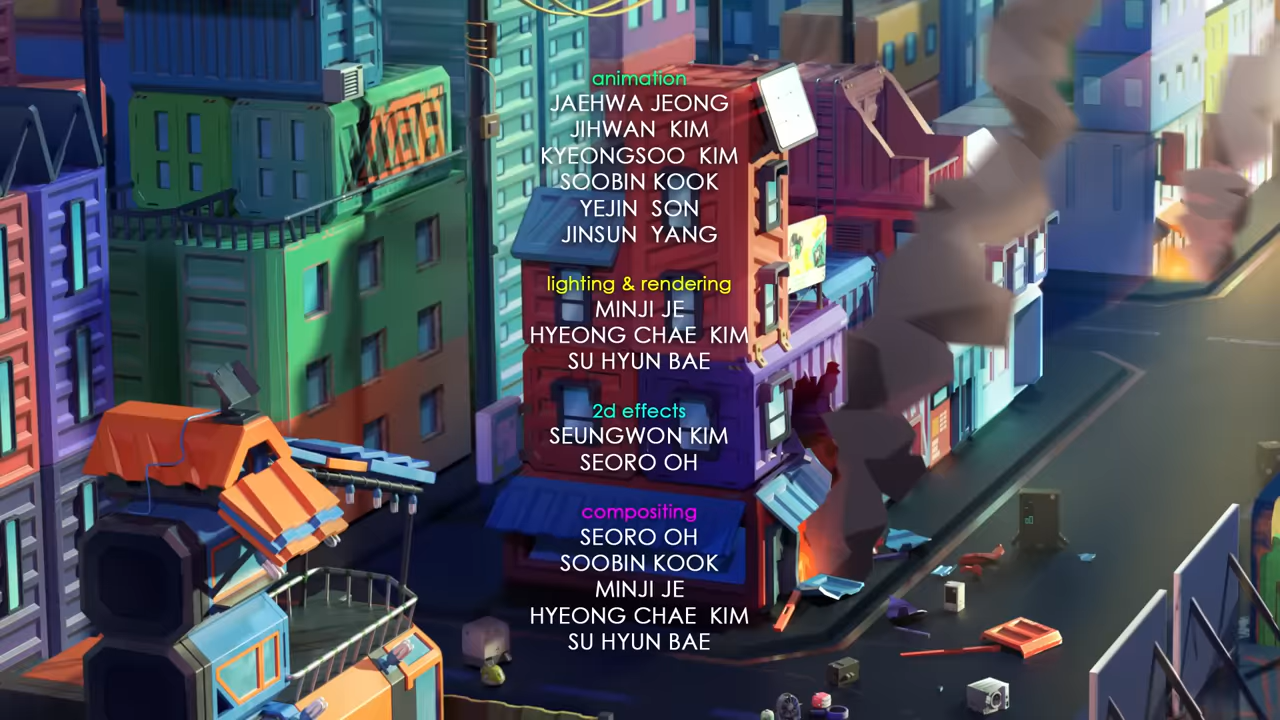 animation
JAEHWA JEONG
JIHWAN KIM
KYEONGSOO KIM
SOOBIN KOOK
YEJIN SON
JINSUN YANG
lighting & rendering
MINJI JE
HYEONG CHAE KIM
SU HYUN BAE
2d effects
SEUNGWON KIM
SEORO OH
compositing
SEORO OH
SOOBIN KOOK
MINJI JE
HYEONG CHAE KIM
SU HYUN BAE